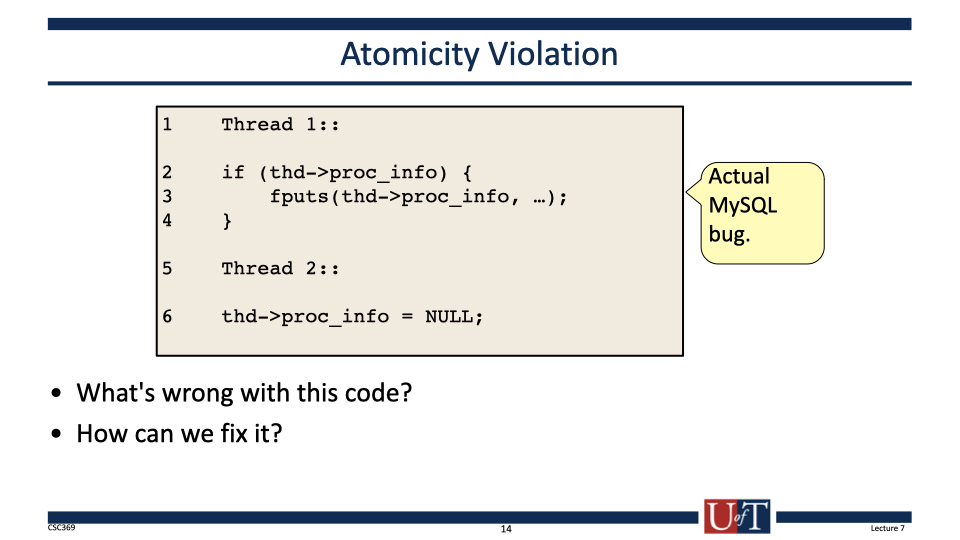 Atomicity Violation
1 Thread 1::
2 if (thd->proc_info) {
3 fputs(thd->proc_info, …);
4 }
5 Thread 2::
6 thd->proc_info = NULL;
Actual
MySQL
bug.
• What's wrong with this code?
• How can we fix it?
CSC369
14
U of T
Lecture 7